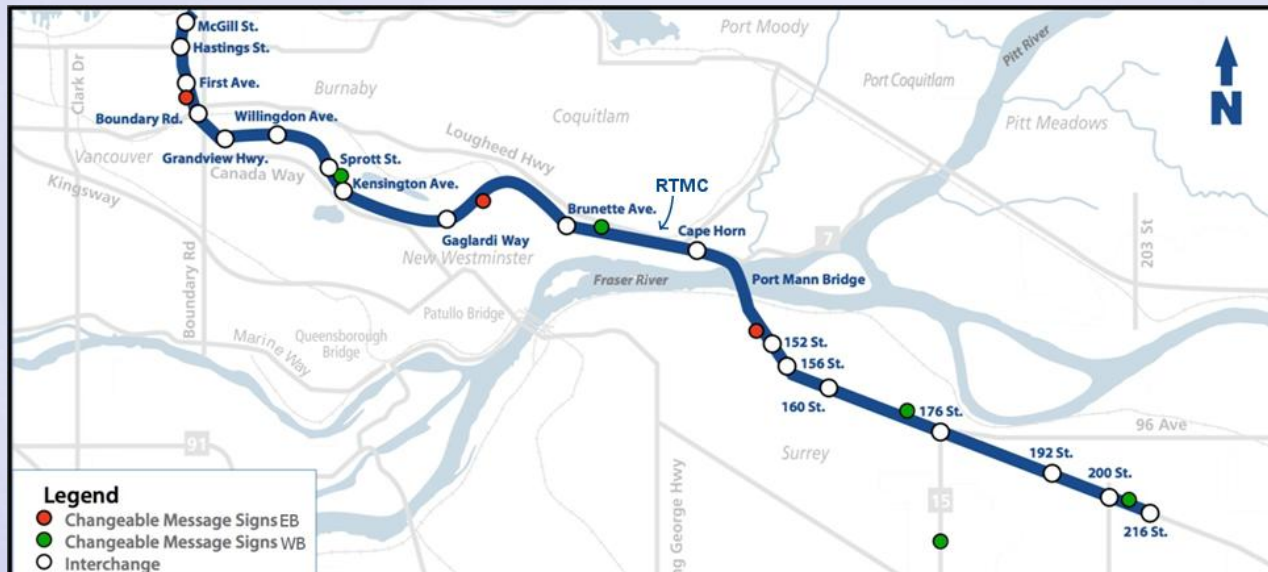 McGill St.
Hastings St.
First Ave.
Boundary Rd.
Grandview Hwy.
Willingdon Ave.
Sprott St.
Kensington Ave.
Gaglardi Way
Brunette Ave.
RTMC
Cape Horn
Port Mann Bridge
152 St.
156 St.
160 St.
176 St.
192 St.
200 St.
216 St.
N
Clark Dr
Burnaby
Vancouver
Kingsway
Canada Way
Lougheed Hwy
Coquitlam
Port Moody
Port Coquitlam
Pitt River
Pitt Meadows
203 St
7
New Westminster
Fraser River
Patullo Bridge
Queensborough
Bridge
Marine Way
Boundary Rd
91
Surrey
96 Ave
15
ng George Hwy
Legend
Changeable Message Signs EB
Changeable Message Signs WB
Interchange